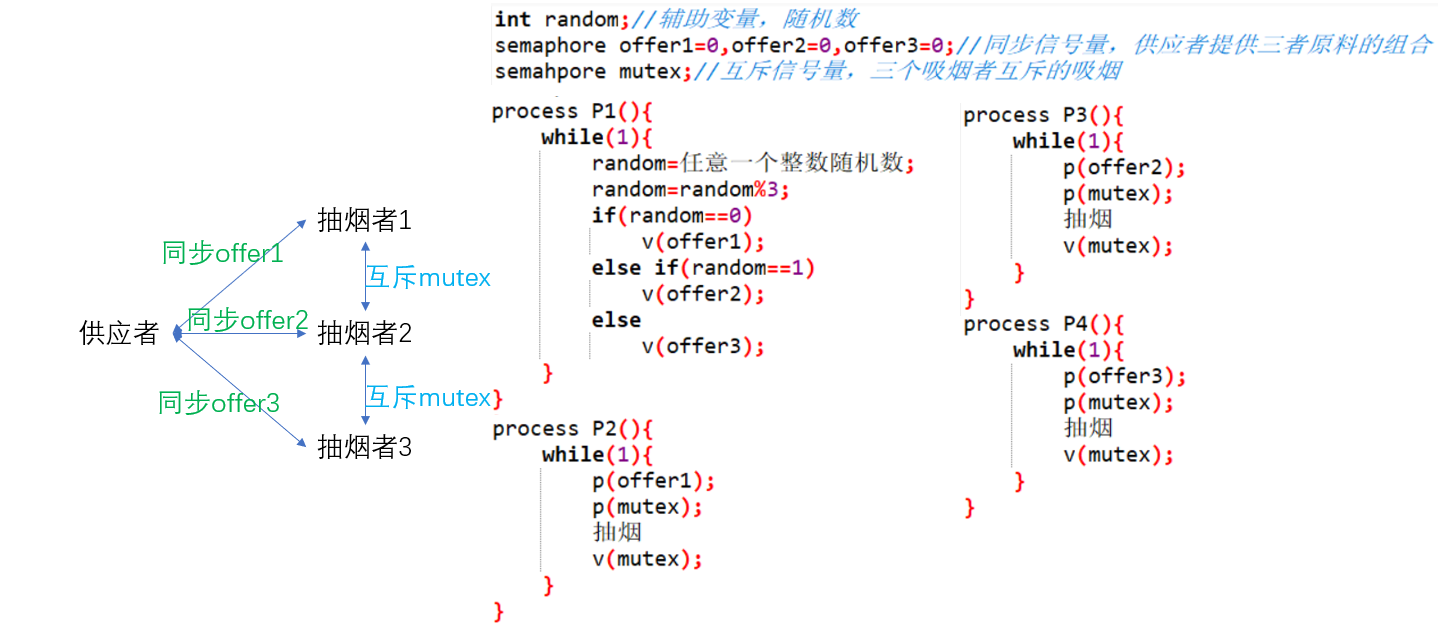 int random;//辅助变量，随机数
semaphore offer1=0,offer2=0,offer3=0;//同步信号量，供应者提供三者原料的组合
semahpore mutex;//互斥信号量，三个吸烟者互斥的吸烟
process P1(){
while(1){
random=任意一个整数随机数;
random=random%3;
if(random==0)
v(offer1);
else if(random==1)
v(offer2);
else
v(offer3);
}
}
process P2(){
while(1){
p(offer1);
p(mutex);
抽烟
v(mutex);
}
}
process P3(){
while(1){
p(offer2);
p(mutex);
抽烟
v(mutex);
}
}
process P4(){
while(1){
p(offer3);
p(mutex);
抽烟
v(mutex);
}
}
抽烟者1
同步offer1
互斥mutex
同步offer2
供应者
抽烟者2
同步offer3
互斥mutex
抽烟者3